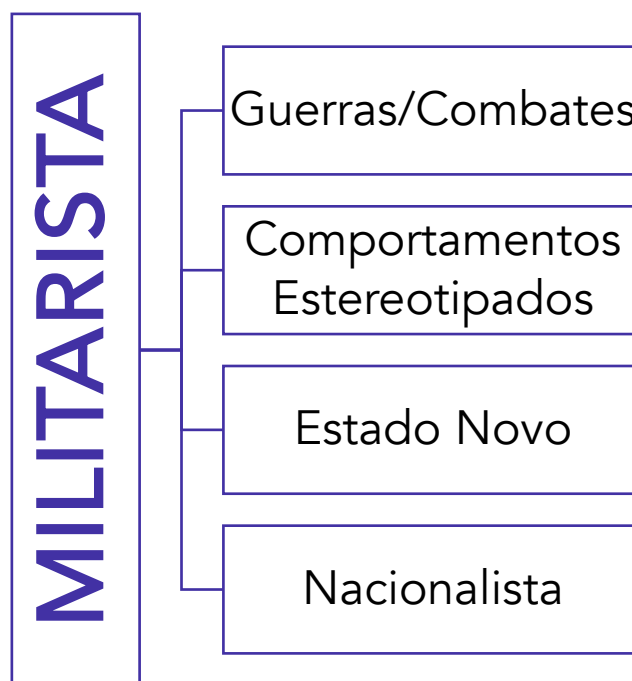 MILITARISTA
Guerras/Combates
Comportamentos
Estereotipados
Estado Novo
Nacionalista